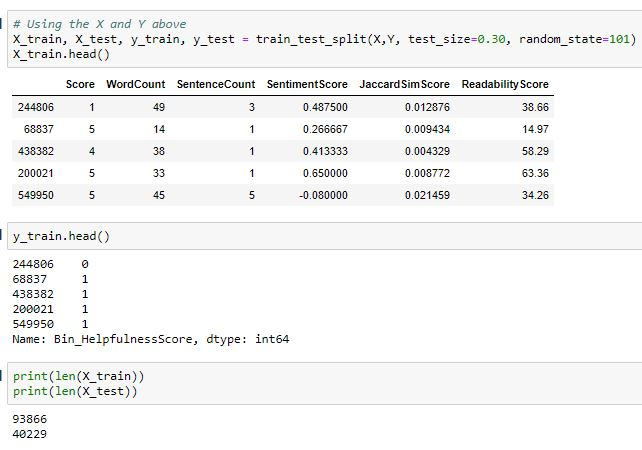 # Using the X and Y above
X_train, X_test, y_train, y_test = train_test_split(X,Y, test_size=0.30, random_state=101)
X_train.head()
Score WordCount SentenceCount SentimentScore JaccardSimScore ReadabilityScore
244806 1 49 3 0.487500 0.012876 38.66
68837 5 14 1 0.266667 0.009434 14.97
438382 4 38 1 0.413333 0.004329 58.29
200021 5 33 1 0.650000 0.008772 63.36
549950 5 45 5 -0.080000 0.021459 34.26
y_train.head()
244806 0
68837 1
438382 1
200021 1
549950 1
Name: Bin_HelpfulnessScore, dtype: int64
print(len(X_train))
print(len(X_test))
93866
40229